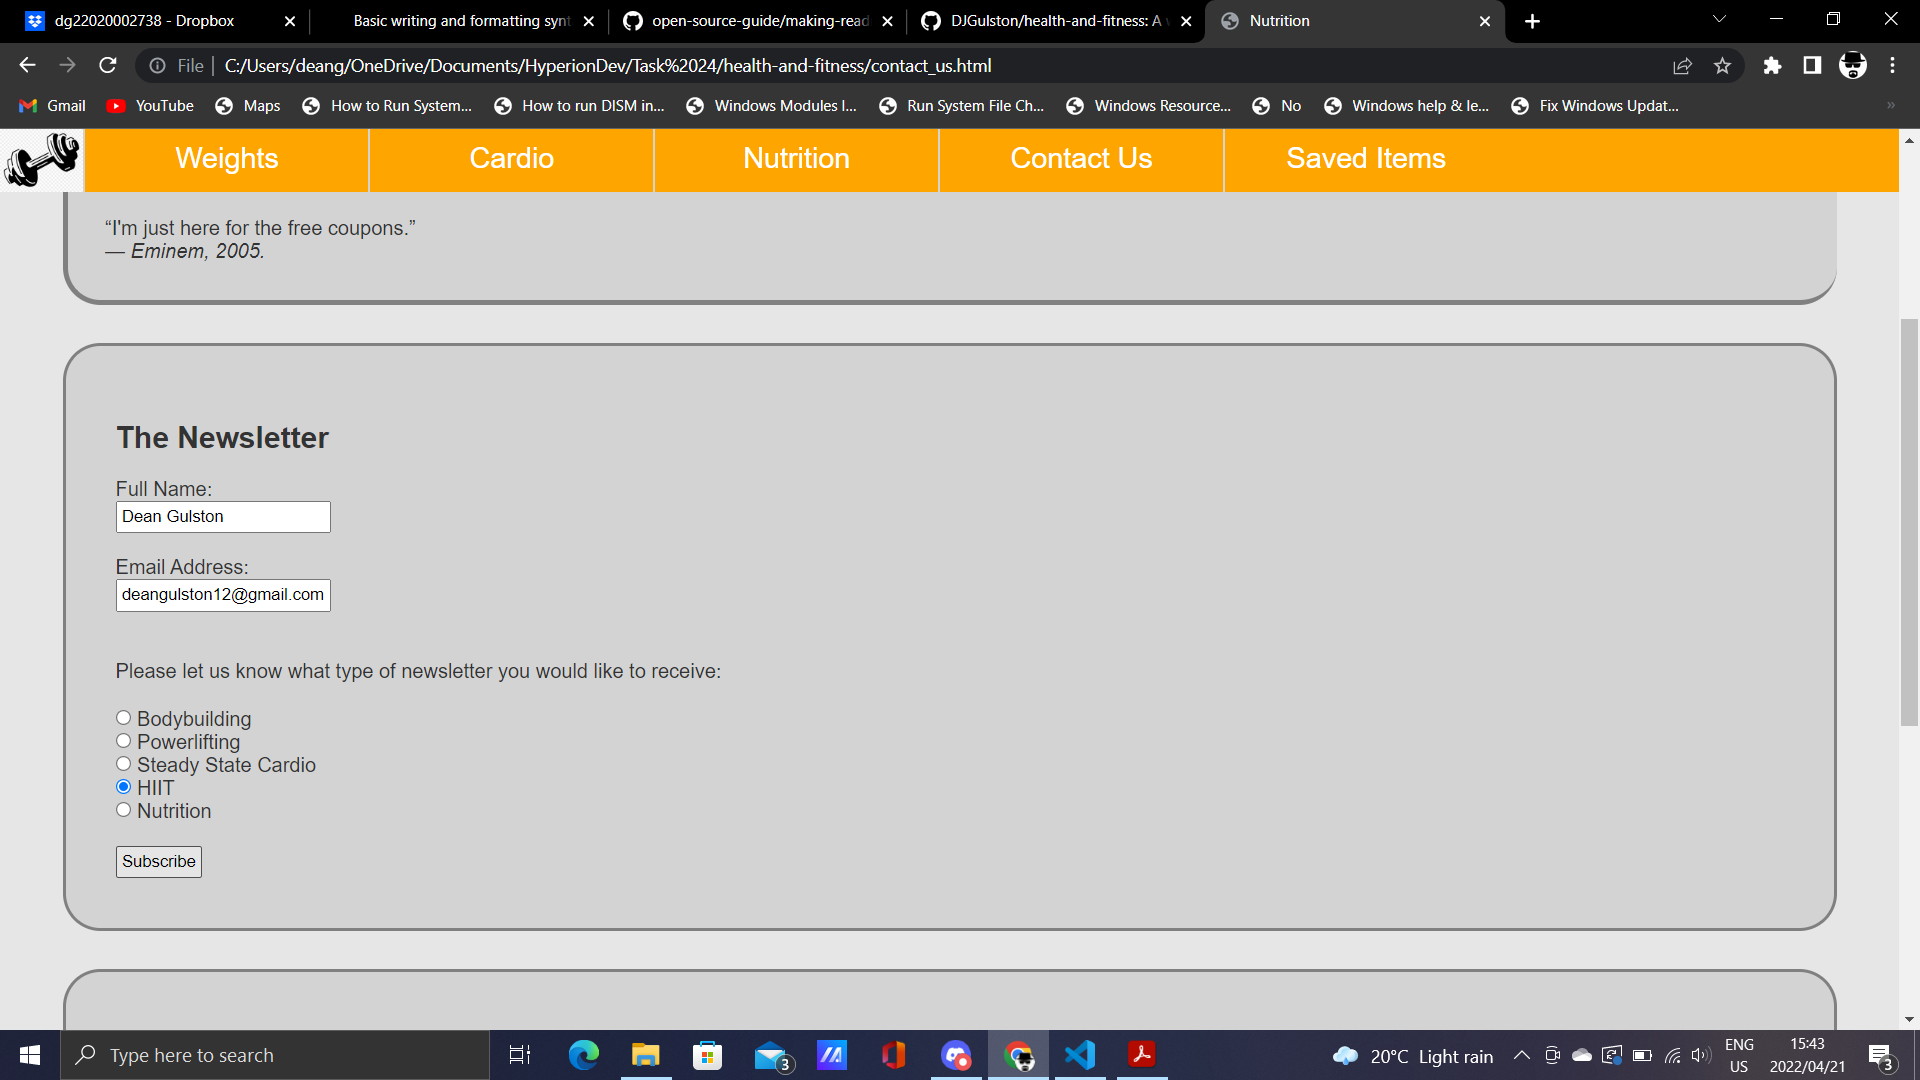 dg22020002738 - Dropbox
Basic writing and formatting synt
open-source-guide/making-read
DJGulston/health-and-fitness: A w
Nutrition
File
C:/Users/deang/OneDrive/Documents/HyperionDev/Task%2024/health-and-fitness/contact_us.html
Gmail
YouTube
Maps
How to Run System...
How to run DISM in...
Windows Modules I...
Run System File Ch...
Windows Resource...
No
Windows help & le...
Fix Windows Updat...
Weights
Cardio
Nutrition
Contact Us
Saved Items
“I'm just here for the free coupons.”
— Eminem, 2005.
The Newsletter
Full Name:
Dean Gulston
Email Address:
deangulston12@gmail.com
Please let us know what type of newsletter you would like to receive:
Bodybuilding
Powerlifting
Steady State Cardio
HIIT
Nutrition
Subscribe
Type here to search
3
20°C Light rain
ENG
US
15:43
2022/04/21
3